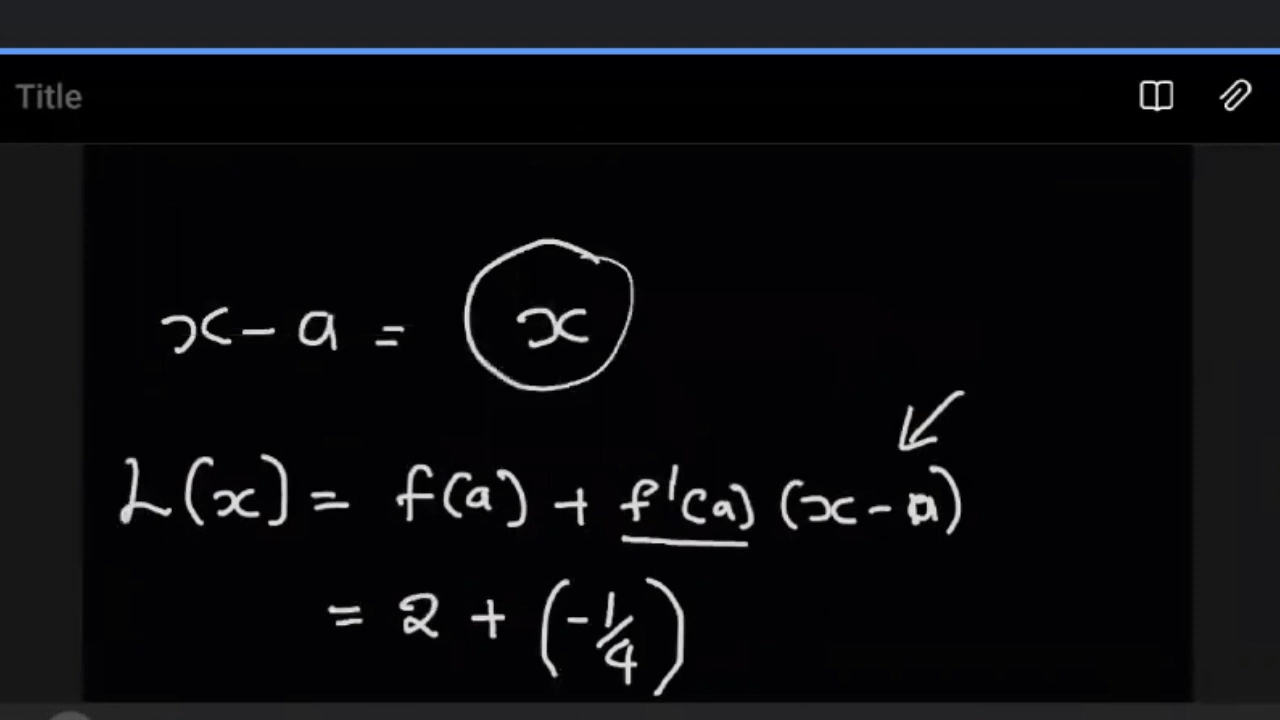 Title
x - a = x
L(x) = f(a) + f'(a) (x - a)
= 2 + (-1/4)